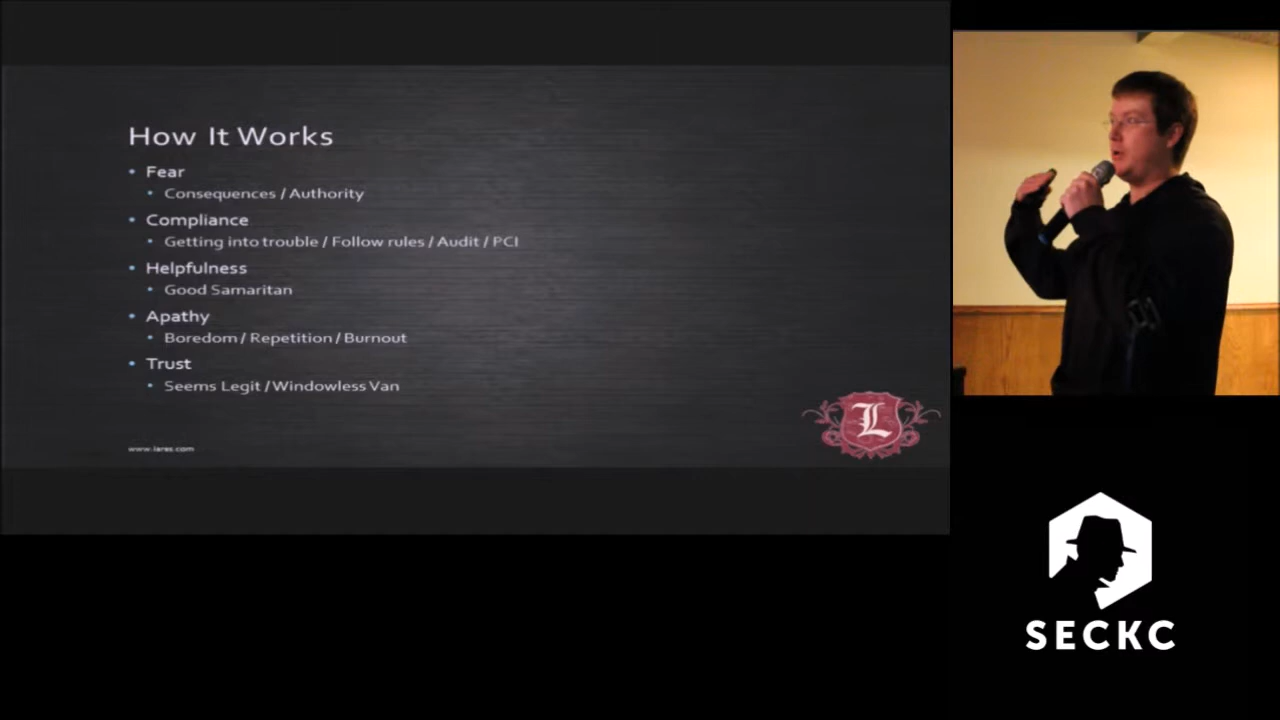 How It Works
• Fear
• Consequences / Authority
• Compliance
• Getting into trouble / Follow rules / Audit / PCI
• Helpfulness
• Good Samaritan
• Apathy
• Boredom / Repetition / Burnout
• Trust
• Seems Legit / Windowless Van
www.lares.com
L
SECKC